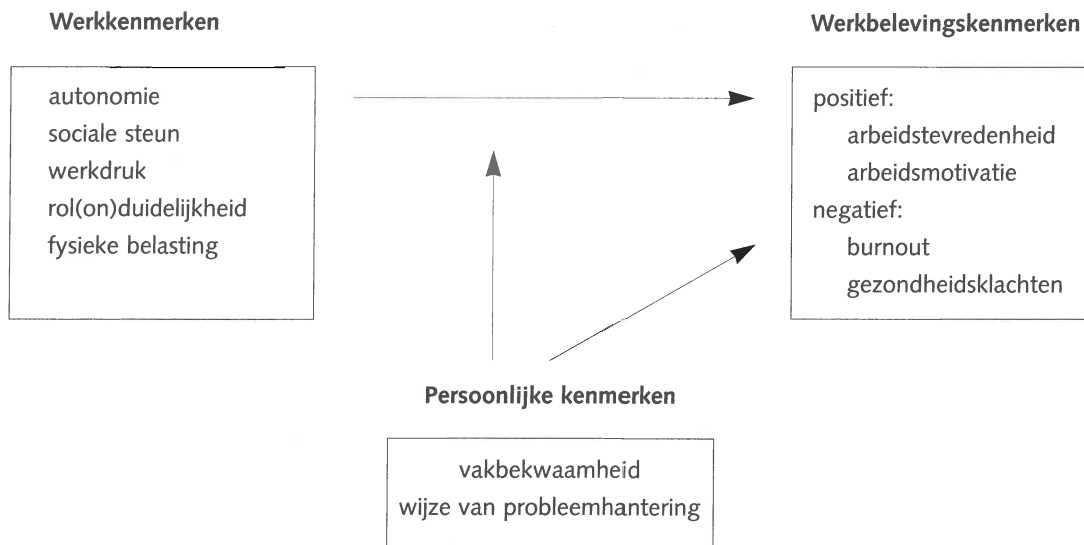 Werkkenmerken
autonomie
sociale steun
werkdruk
rol(on)duidelijkheid
fysieke belasting
Werkbelevingskenmerken
positief:
arbeidstevredenheid
arbeidsmotivatie
negatief:
burnout
gezondheidsklachten
Persoonlijke kenmerken
vakbekwaamheid
wijze van probleemhantering